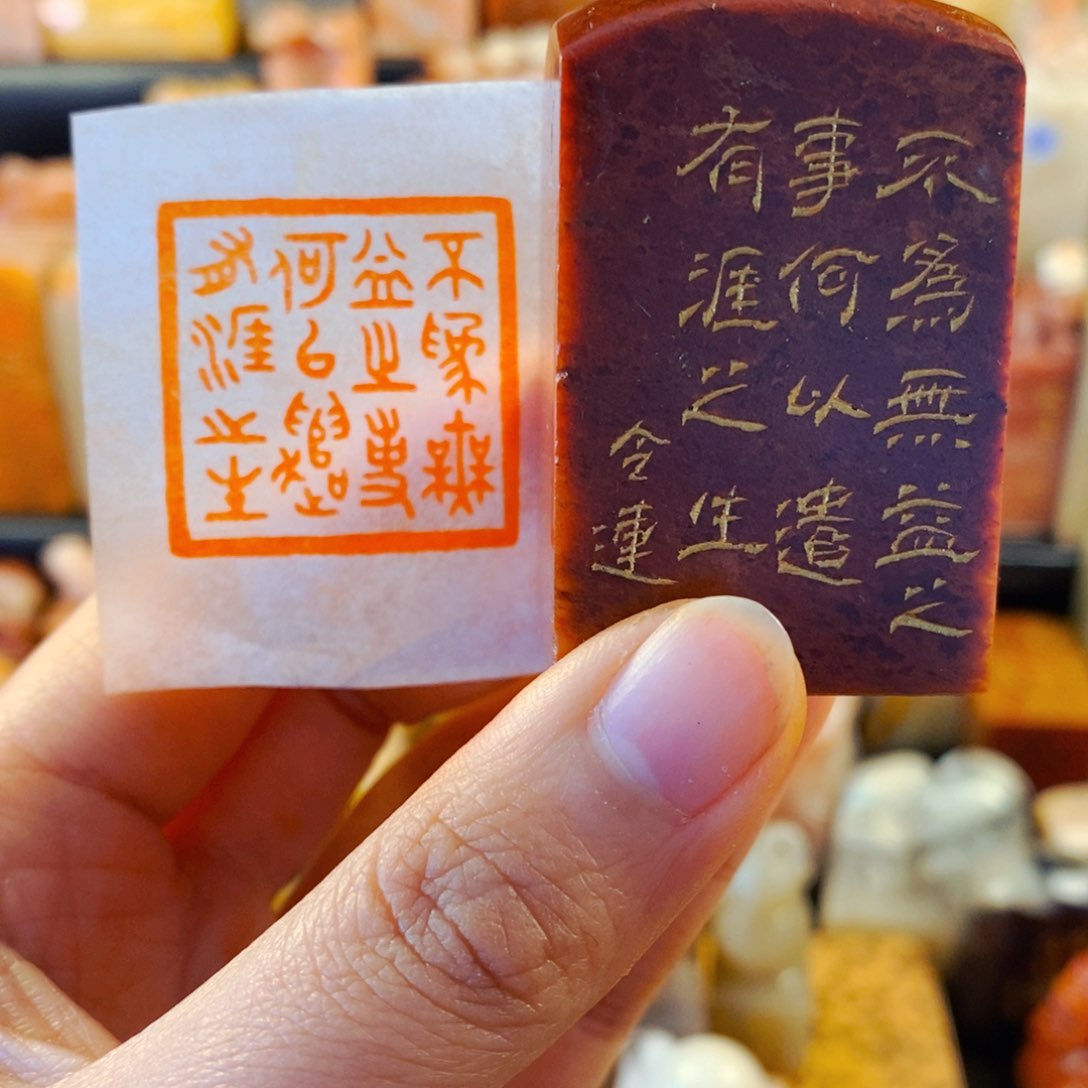 不為無益之
事何以遣
有涯之生
令連
不為無
益之事
何以遣
有涯之生